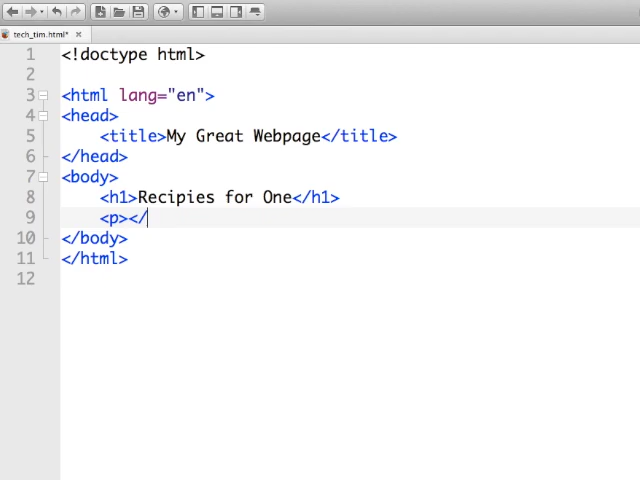 tech_tim.html*
1 <!doctype html>
2
3 <html lang="en">
4 <head>
5 <title>My Great Webpage</title>
6 </head>
7 <body>
8 <h1>Recipies for One</h1>
9 <p></
10 </body>
11 </html>
12